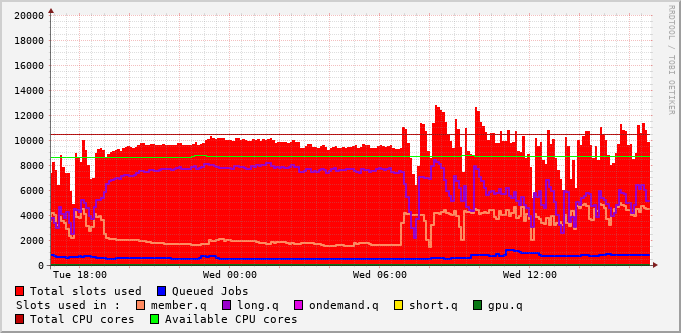 20000
18000
16000
14000
12000
10000
8000
6000
4000
2000
0
Tue 18:00 Wed 00:00 Wed 06:00 Wed 12:00
RRDTOOL / TOBI OETIKER
Total slots used Queued Jobs
Slots used in : member.q long.q ondemand.q short.q gpu.q
Total CPU cores Available CPU cores